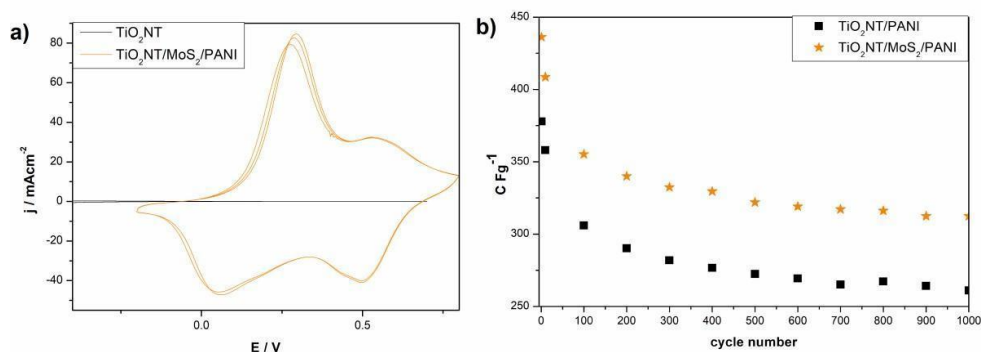 a)
TiO₂NT
TiO₂NT/MoS₂/PANI
j / mAcm⁻²
80
60
40
20
0
-20
-40
0.0
0.5
E / V
b)
TiO₂NT/PANI
TiO₂NT/MoS₂/PANI
C Fg⁻¹
450
400
350
300
250
0
100
200
300
400
500
600
700
800
900
1000
cycle number